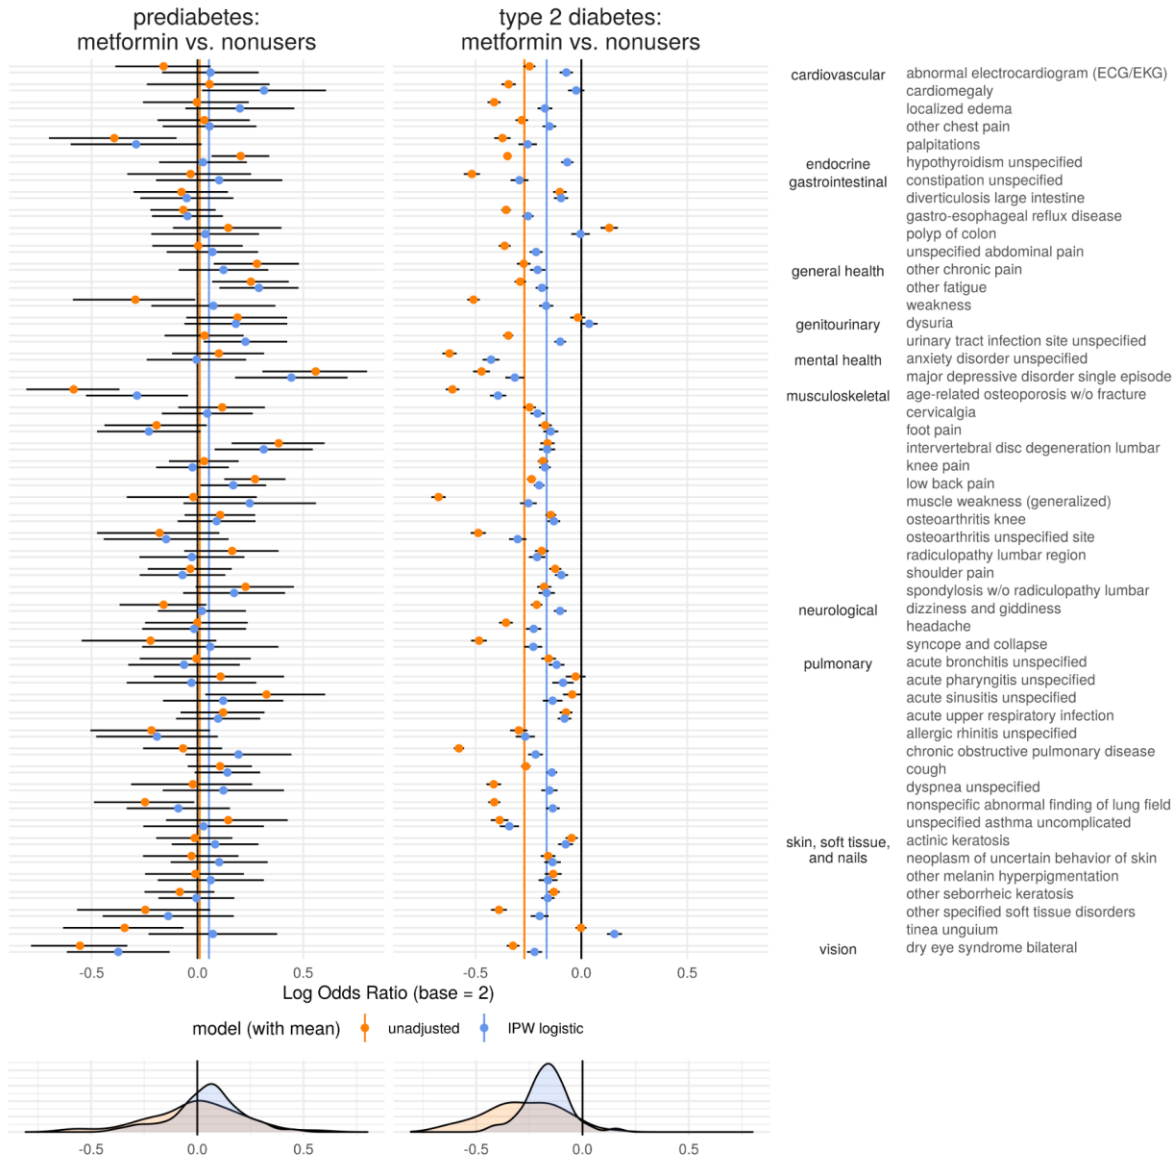 prediabetes:
metformin vs. nonusers
type 2 diabetes:
metformin vs. nonusers
cardiovascular
abnormal electrocardiogram (ECG/EKG)
cardiomegaly
localized edema
other chest pain
palpitations
endocrine
hypothyroidism unspecified
gastrointestinal
constipation unspecified
diverticulosis large intestine
gastro-esophageal reflux disease
polyp of colon
unspecified abdominal pain
general health
other chronic pain
other fatigue
weakness
genitourinary
dysuria
urinary tract infection site unspecified
mental health
anxiety disorder unspecified
major depressive disorder single episode
musculoskeletal
age-related osteoporosis w/o fracture
cervicalgia
foot pain
intervertebral disc degeneration lumbar
knee pain
low back pain
muscle weakness (generalized)
osteoarthritis knee
osteoarthritis unspecified site
radiculopathy lumbar region
shoulder pain
spondylosis w/o radiculopathy lumbar
neurological
dizziness and giddiness
headache
syncope and collapse
pulmonary
acute bronchitis unspecified
acute pharyngitis unspecified
acute sinusitis unspecified
acute upper respiratory infection
allergic rhinitis unspecified
chronic obstructive pulmonary disease
cough
dyspnea unspecified
nonspecific abnormal finding of lung field
unspecified asthma uncomplicated
skin, soft tissue,
and nails
actinic keratosis
neoplasm of uncertain behavior of skin
other melanin hyperpigmentation
other seborrheic keratosis
other specified soft tissue disorders
tinea unguium
vision
dry eye syndrome bilateral
-0.5 0.0 0.5
-0.5 0.0 0.5
Log Odds Ratio (base = 2)
model (with mean) unadjusted IPW logistic
-0.5 0.0 0.5
-0.5 0.0 0.5